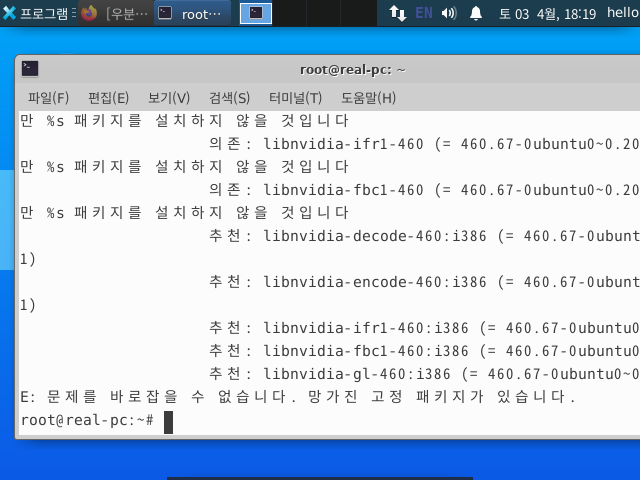 프로그램
[우분…
root…
EN
토 03 4월, 18:19
hello
root@real-pc: ~
파일(F) 편집(E) 보기(V) 검색(S) 터미널(T) 도움말(H)
만 %s 패키지를 설치하지 않을 것입니다
의존: libnvidia-ifr1-460 (= 460.67-0ubuntu0~0.20
만 %s 패키지를 설치하지 않을 것입니다
의존: libnvidia-fbc1-460 (= 460.67-0ubuntu0~0.20
만 %s 패키지를 설치하지 않을 것입니다
추천: libnvidia-decode-460:i386 (= 460.67-0ubunt
1)
추천: libnvidia-encode-460:i386 (= 460.67-0ubunt
1)
추천: libnvidia-ifr1-460:i386 (= 460.67-0ubuntu0
추천: libnvidia-fbc1-460:i386 (= 460.67-0ubuntu0
추천: libnvidia-gl-460:i386 (= 460.67-0ubuntu0~0
E: 문제를 바로잡을 수 없습니다. 망가진 고정 패키지가 있습니다.
root@real-pc:~#